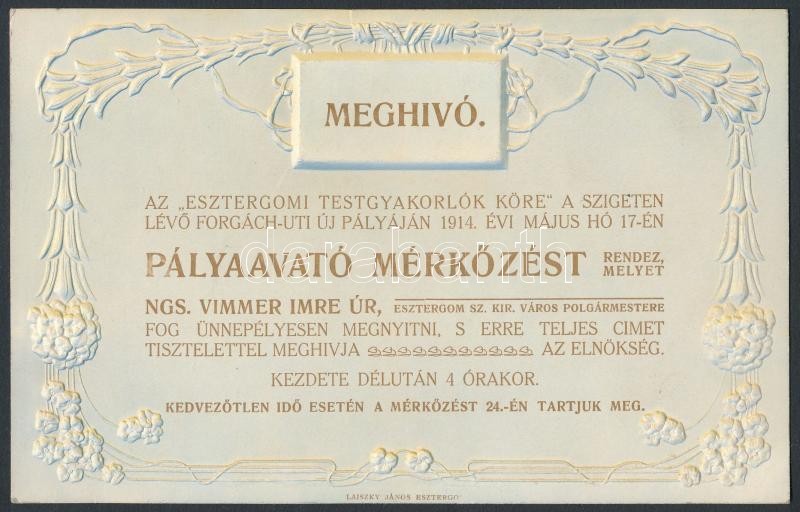 MEGHIVÓ.
AZ „ESZTERGOMI TESTGYAKORLÓK KÖRE“ A SZIGETEN
LÉVŐ FORGÁCH-UTI ÚJ PÁLYÁJÁN 1914. ÉVI MÁJUS HÓ 17-ÉN
PÁLYAAVATÓ MÉRKŐZÉST RENDEZ,
MELYET
NGS. VIMMER IMRE ÚR, ESZTERGOM SZ. KIR. VÁROS POLGÁRMESTERE
FOG ÜNNEPÉLYESEN MEGNYITNI, S ERRE TELJES CIMET
TISZTELETTEL MEGHIVJA AZ ELNÖKSÉG.
KEZDETE DÉLUTÁN 4 ÓRAKOR.
KEDVEZŐTLEN IDŐ ESETÉN A MÉRKŐZÉST 24.-ÉN TARTJUK MEG.
LAISZKY JÁNOS ESZTERGO
darabanth